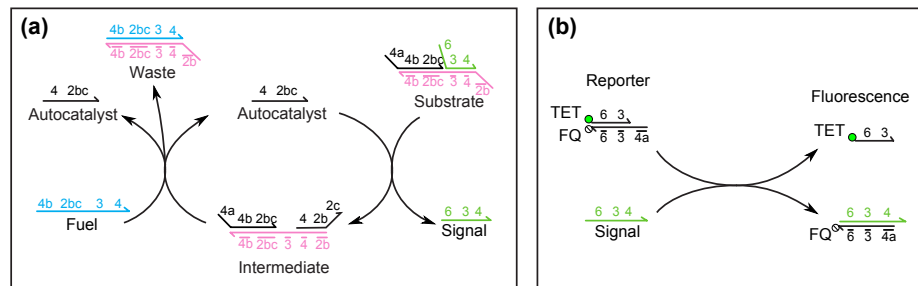 (a)
4b 2bc 3 4
4b̅ 2bc̅ 3̅ 4̅ 2b̅
Waste
4 2bc
Autocatalyst
4 2bc
Autocatalyst
4a 4b 2bc 6 3 4
4b̅ 2bc̅ 3̅ 4̅ 2b̅
Substrate
4b 2bc 3 4
Fuel
4a 4b 2bc 4 2b 2c
4b̅ 2bc̅ 3̅ 4̅ 2b̅
Intermediate
6 3 4
Signal
(b)
Reporter
TET 6 3
FQ 6̅ 3̅ 4a̅
Fluorescence
TET 6 3
6 3 4
Signal
6 3 4
FQ 6̅ 3̅ 4a̅